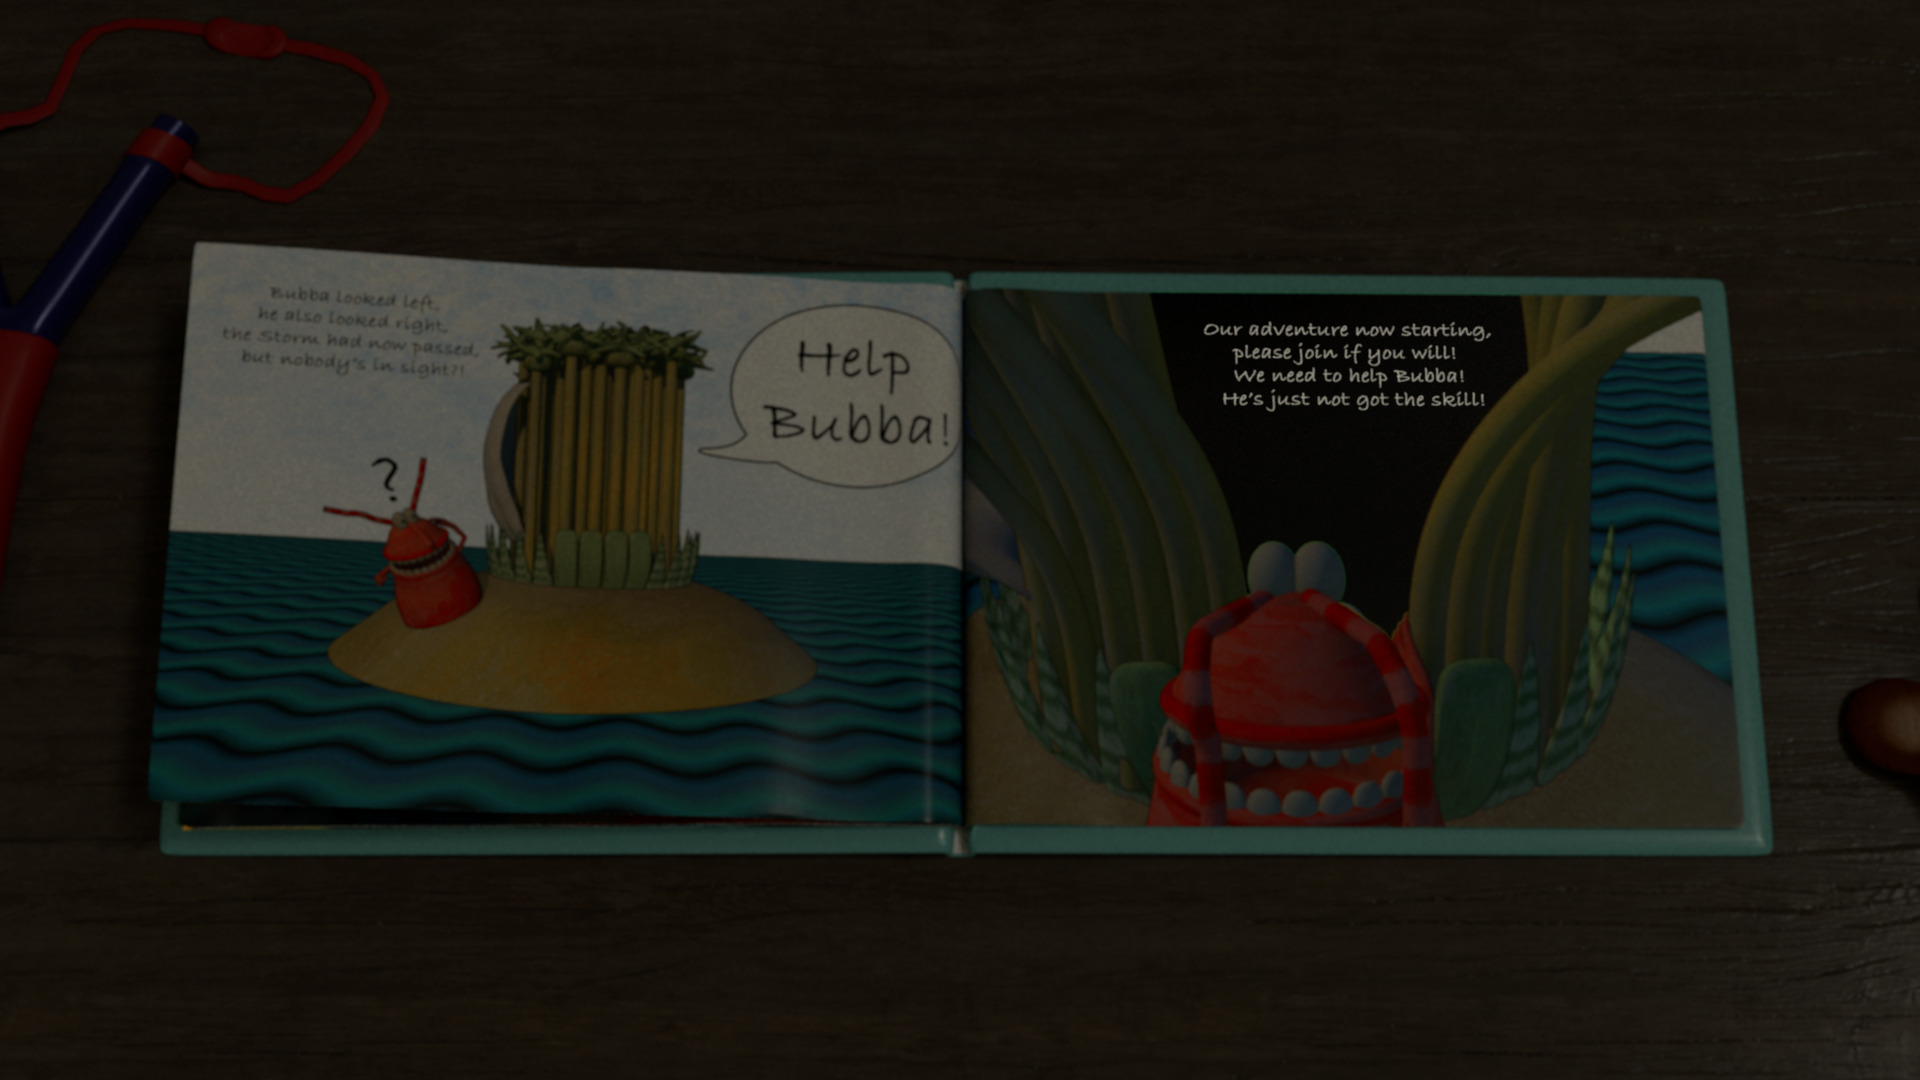 Bubba looked left,
he also looked right,
the Storm had now passed,
but nobody's in sight?!
?
Help
Bubba!
Our adventure now starting,
please join if you will!
We need to help Bubba!
He's just not got the skill!